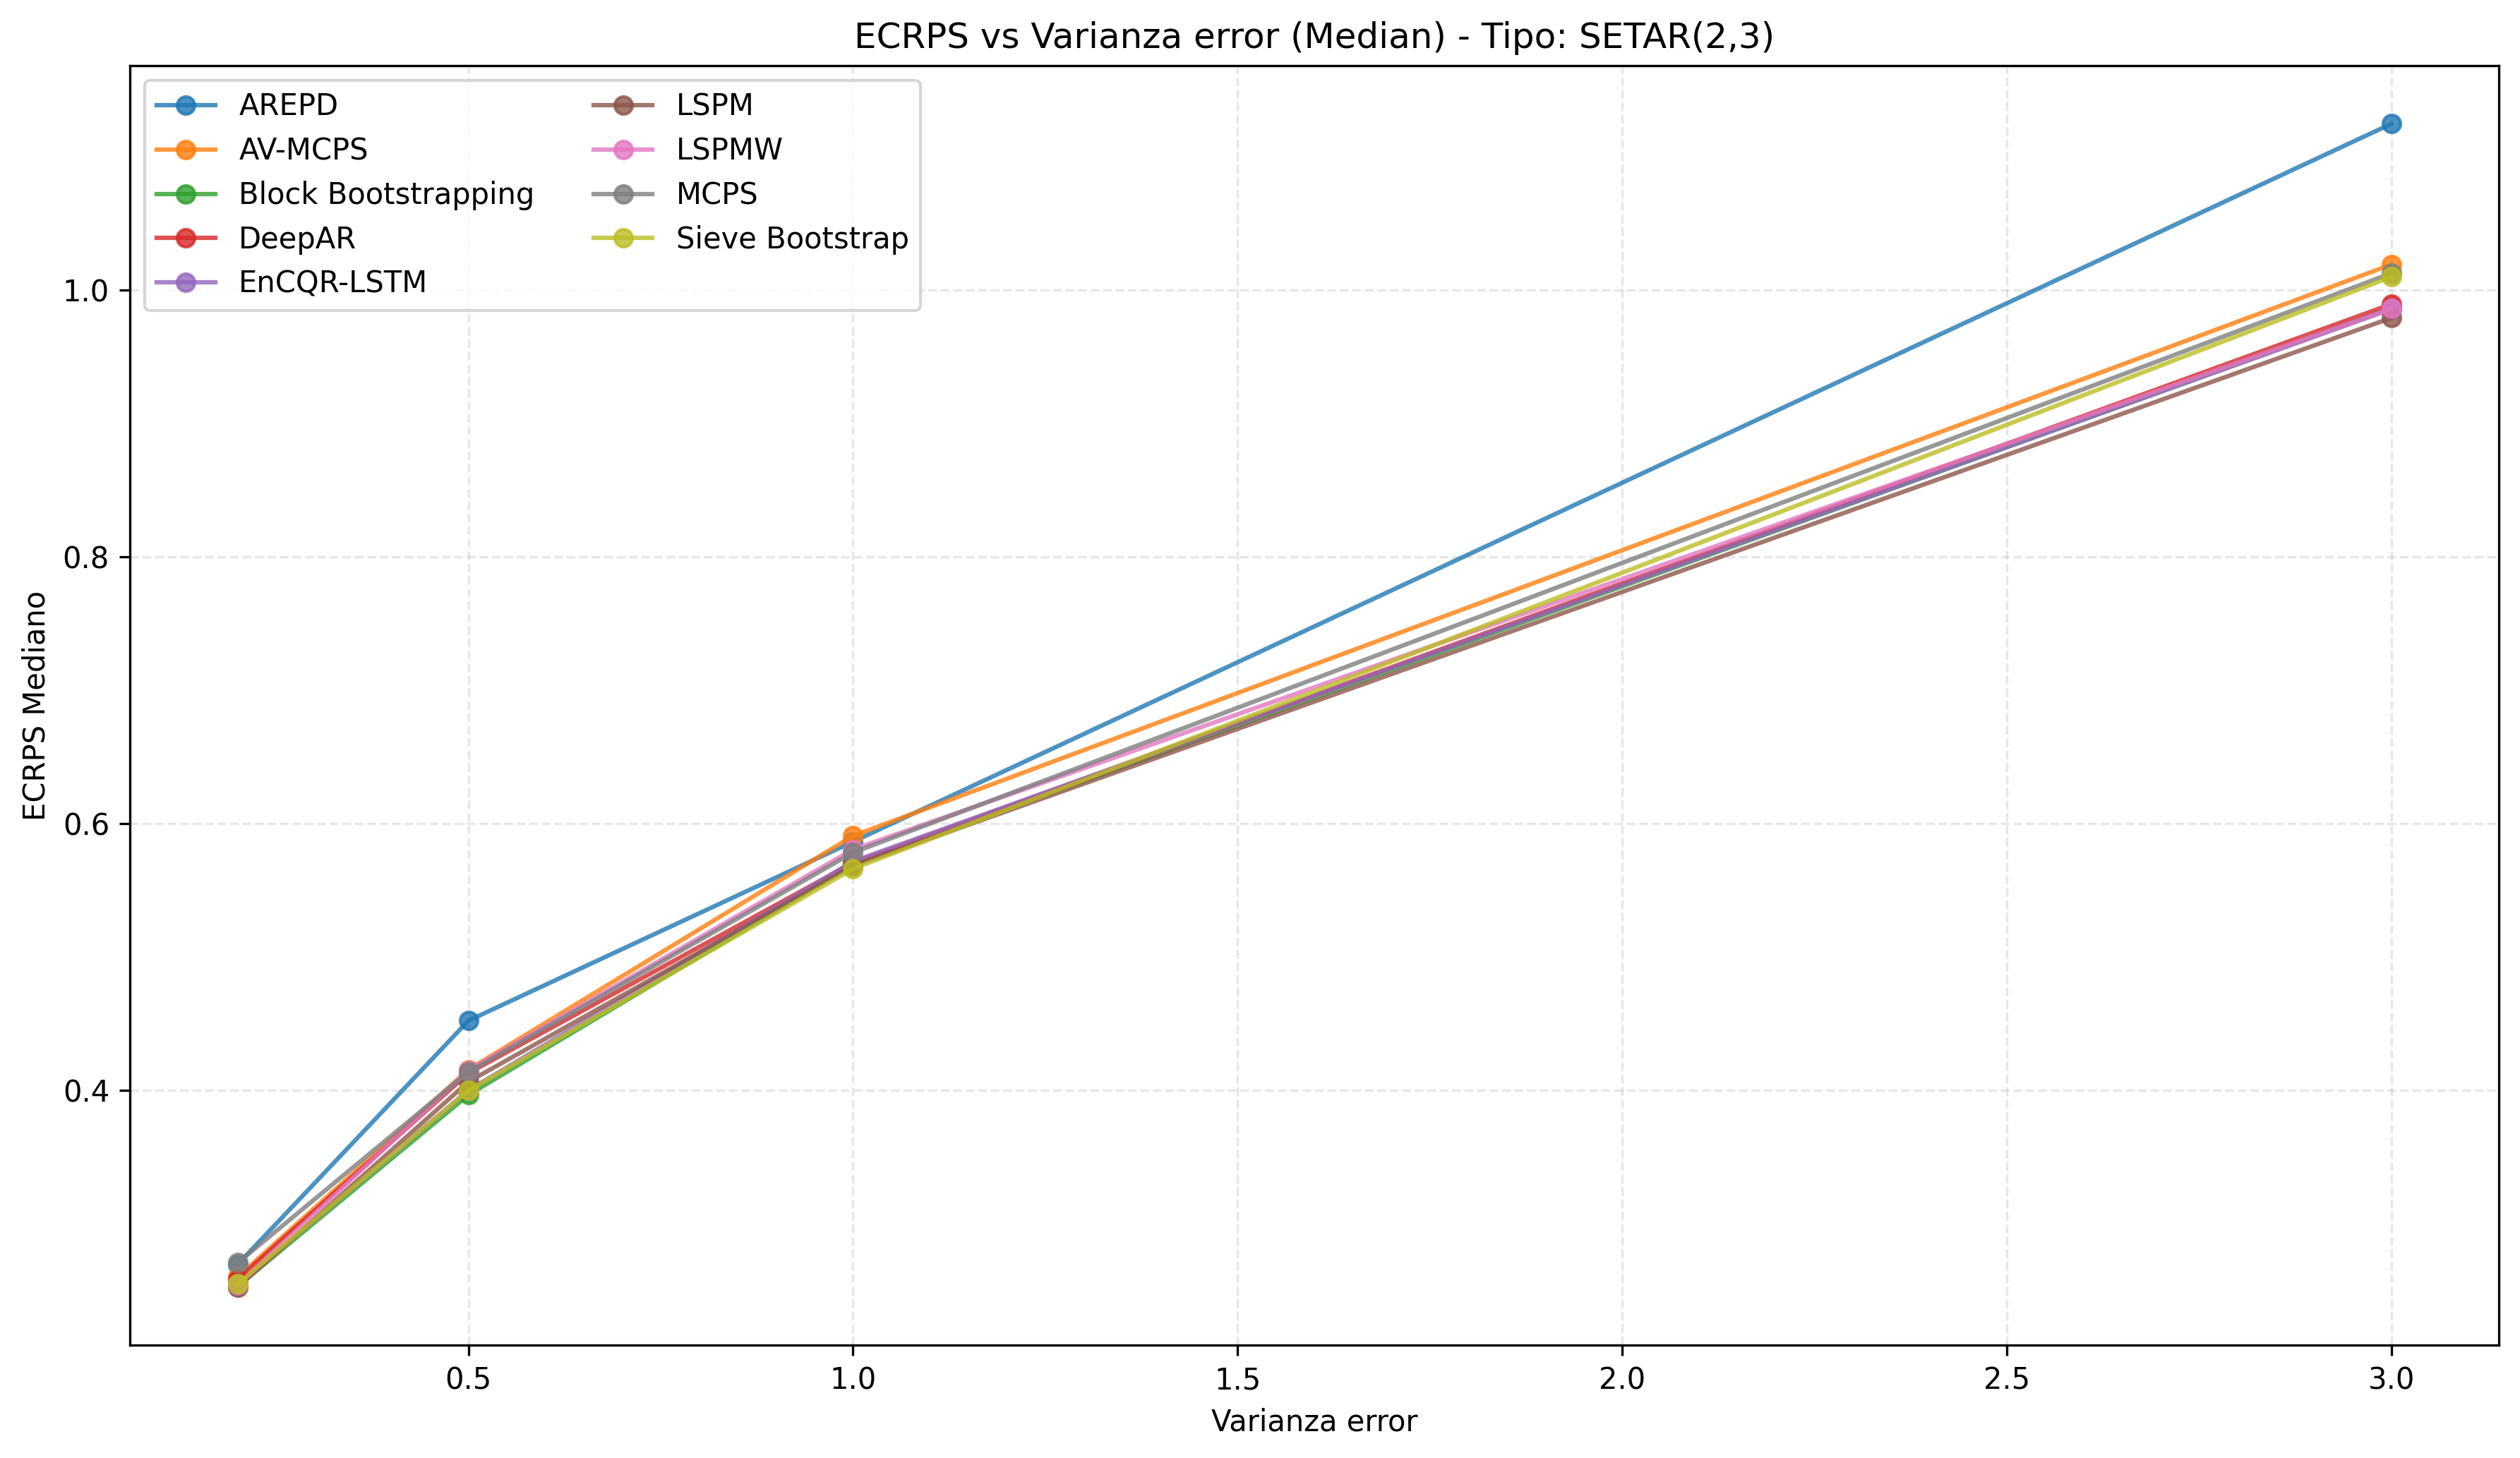 ECRPS vs Varianza error (Median) - Tipo: SETAR(2,3)
AREPD
AV-MCPS
Block Bootstrapping
DeepAR
EnCQR-LSTM
LSPM
LSPMW
MCPS
Sieve Bootstrap
ECRPS Mediano
1.0
0.8
0.6
0.4
0.5
1.0
1.5
2.0
2.5
3.0
Varianza error